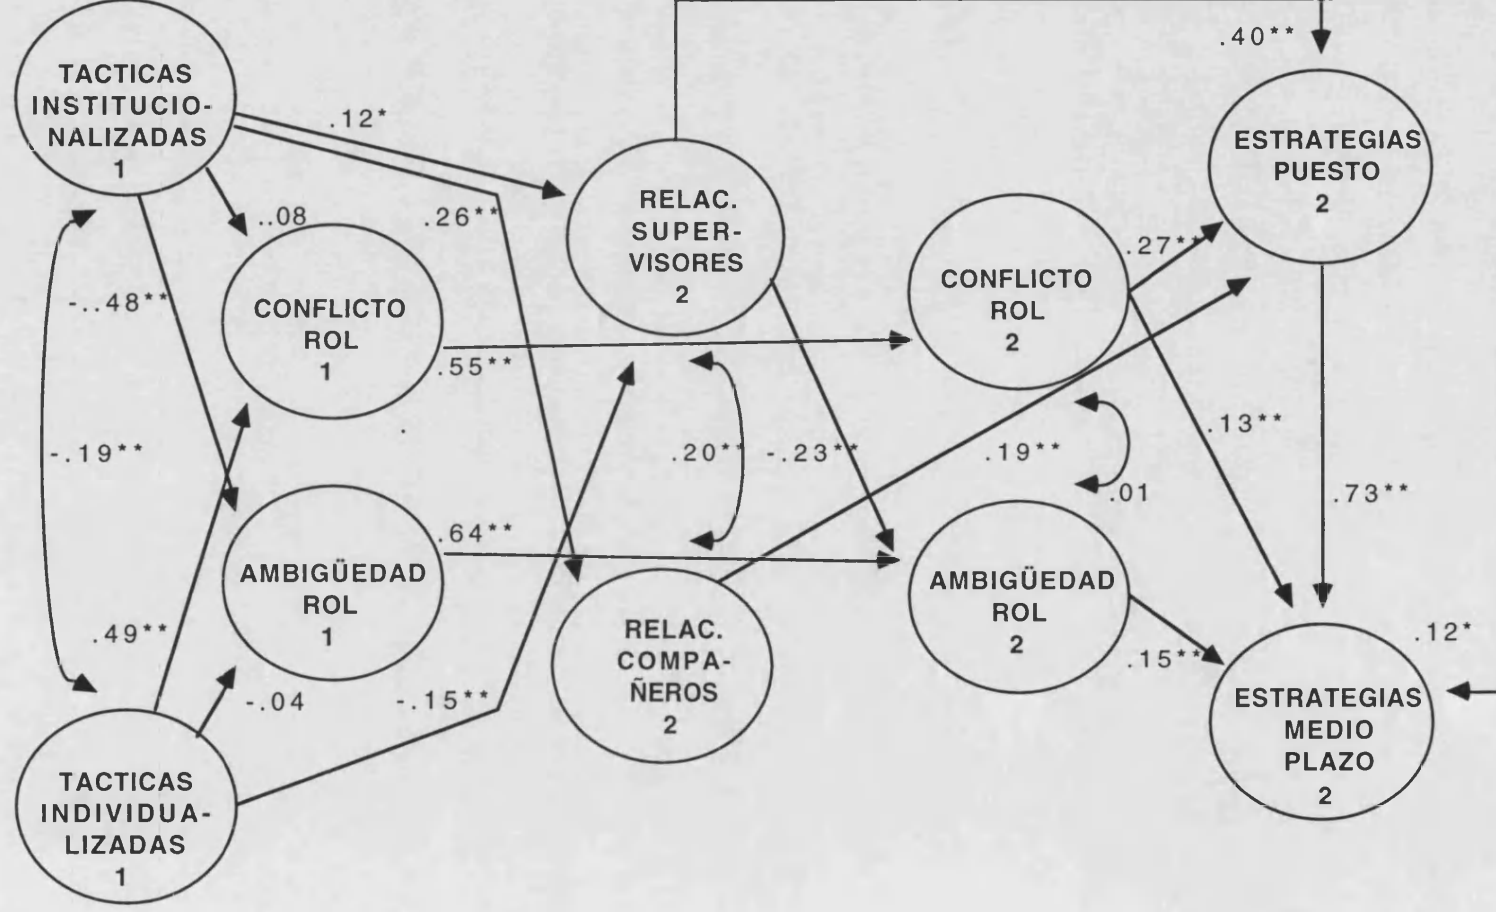 TACTICAS
INSTITUCIO-
NALIZADAS
1
.12*
.26**
..08
-..48**
-.19**
CONFLICTO
ROL
1
.55**
AMBIGÜEDAD
ROL
1
.64**
.49**
-.04
-.15**
TACTICAS
INDIVIDUA-
LIZADAS
1
RELAC.
SUPER-
VISORES
2
.20**
-.23**
RELAC.
COMPA-
ÑEROS
2
CONFLICTO
ROL
2
.27**
.19**
.01
.13**
AMBIGÜEDAD
ROL
2
.15**
.40**
ESTRATEGIAS
PUESTO
2
.73**
.12*
ESTRATEGIAS
MEDIO
PLAZO
2